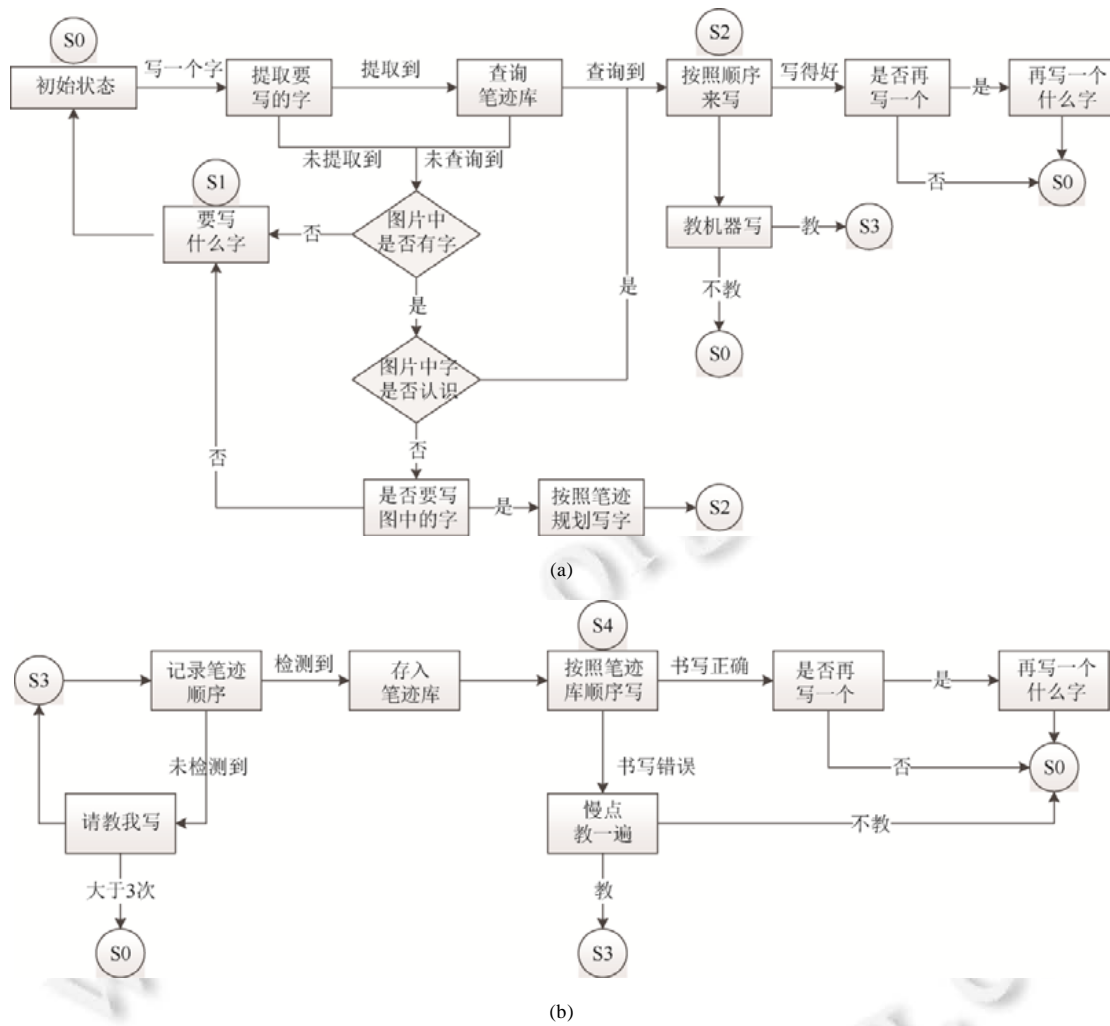 S0
S2
初始状态
写一个字
提取要
写的字
提取到
查询
笔迹库
查询到
按照顺序
来写
写得好
是否再
写一个
是
再写一个
什么字
未提取到
未查询到
否
S0
S1
要写
什么字
否
图片中
是否有字
教机器写
教
S3
是
是
不教
图片中字
是否认识
S0
否
否
是否要写
图中的字
是
按照笔迹
规划写字
S2
(a)
S4
S3
记录笔迹
顺序
检测到
存入
笔迹库
按照笔迹
库顺序写
书写正确
是否再
写一个
是
再写一个
什么字
未检测到
书写错误
否
S0
请教我写
慢点
教一遍
不教
大于3次
教
S0
S3
(b)